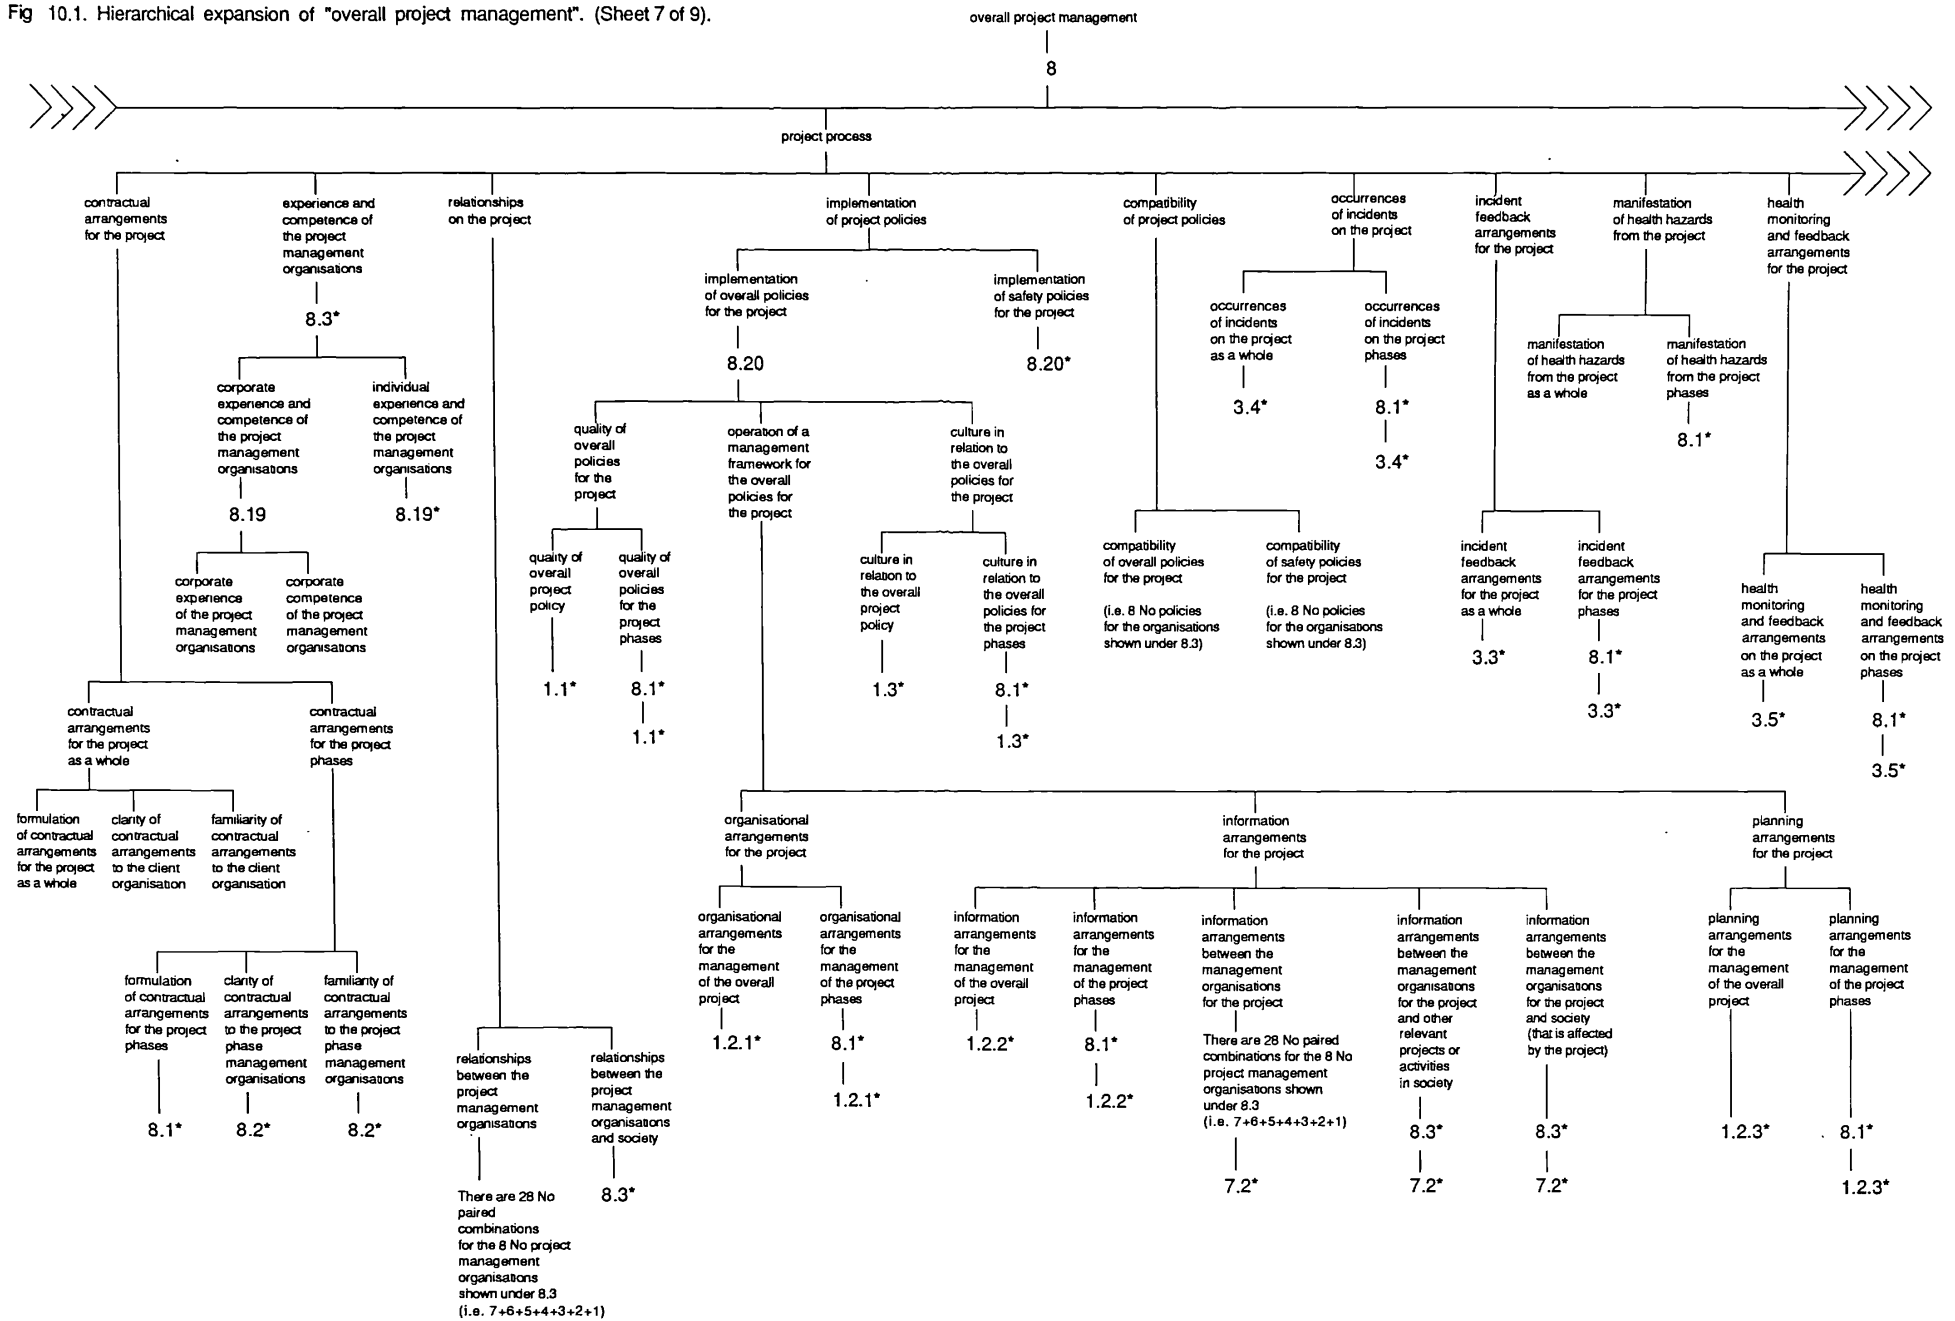 Fig 10.1. Hierarchical expansion of "overall project management". (Sheet 7 of 9).
overall project management
8
project process
contractual
arrangements
for the project
experience and
competence of
the project
management
organisations
8.3*
relationships
on the project
implementation
of project policies
compatibility
of project policies
occurrences
of incidents
on the project
incident
feedback
arrangements
for the project
manifestation
of health hazards
from the project
health
monitoring
and feedback
arrangements
for the project
corporate
experience and
competence of
the project
management
organisations
8.19
individual
experience and
competence of
the project
management
organisations
8.19*
corporate
experience
of the project
management
organisations
corporate
competence
of the project
management
organisations
implementation
of overall policies
for the project
8.20
implementation
of safety policies
for the project
8.20*
quality of
overall
policies
for the
project
operation of a
management
framework for
the overall
policies for
the project
culture in
relation to
the overall
policies for
the project
quality of
overall
project
policy
1.1*
quality of
overall
policies
for the
project
phases
8.1*
1.1*
culture in
relation to
the overall
project
policy
1.3*
culture in
relation to
the overall
policies for
the project
phases
8.1*
1.3*
occurrences
of incidents
on the project
as a whole
3.4*
occurrences
of incidents
on the project
phases
8.1*
3.4*
manifestation
of health hazards
from the project
as a whole
manifestation
of health hazards
from the project
phases
8.1*
compatibility
of overall policies
for the project
(i.e. 8 No policies
for the organisations
shown under 8.3)
compatibility
of safety policies
for the project
(i.e. 8 No policies
for the organisations
shown under 8.3)
incident
feedback
arrangements
for the project
as a whole
3.3*
incident
feedback
arrangements
for the project
phases
8.1*
3.3*
health
monitoring
and feedback
arrangements
on the project
as a whole
3.5*
health
monitoring
and feedback
arrangements
on the project
phases
8.1*
3.5*
contractual
arrangements
for the project
as a whole
contractual
arrangements
for the project
phases
formulation
of contractual
arrangements
for the project
as a whole
clarity of
contractual
arrangements
to the client
organisation
familiarity of
contractual
arrangements
to the client
organisation
formulation
of contractual
arrangements
for the project
phases
8.1*
clarity of
contractual
arrangements
to the project
phase
management
organisations
8.2*
familiarity of
contractual
arrangements
to the project
phase
management
organisations
8.2*
relationships
between the
project
management
organisations
There are 28 No
paired
combinations
for the 8 No project
management
organisations
shown under 8.3
(i.e. 7+6+5+4+3+2+1)
relationships
between the
project
management
organisations
and society
8.3*
organisational
arrangements
for the project
information
arrangements
for the project
planning
arrangements
for the project
organisational
arrangements
for the
management
of the overall
project
1.2.1*
organisational
arrangements
for the
management
of the project
phases
8.1*
1.2.1*
information
arrangements
for the
management
of the overall
project
1.2.2*
information
arrangements
for the
management
of the project
phases
8.1*
1.2.2*
information
arrangements
between the
management
organisations
for the project
There are 28 No paired
combinations for the 8 No
project management
organisations shown
under 8.3
(i.e. 7+6+5+4+3+2+1)
7.2*
information
arrangements
between the
management
organisations
for the project
and other
relevant
projects or
activities
in society
8.3*
7.2*
information
arrangements
between the
management
organisations
for the project
and society
(that is affected
by the project)
8.3*
7.2*
planning
arrangements
for the
management
of the overall
project
1.2.3*
planning
arrangements
for the
management
of the project
phases
8.1*
1.2.3*